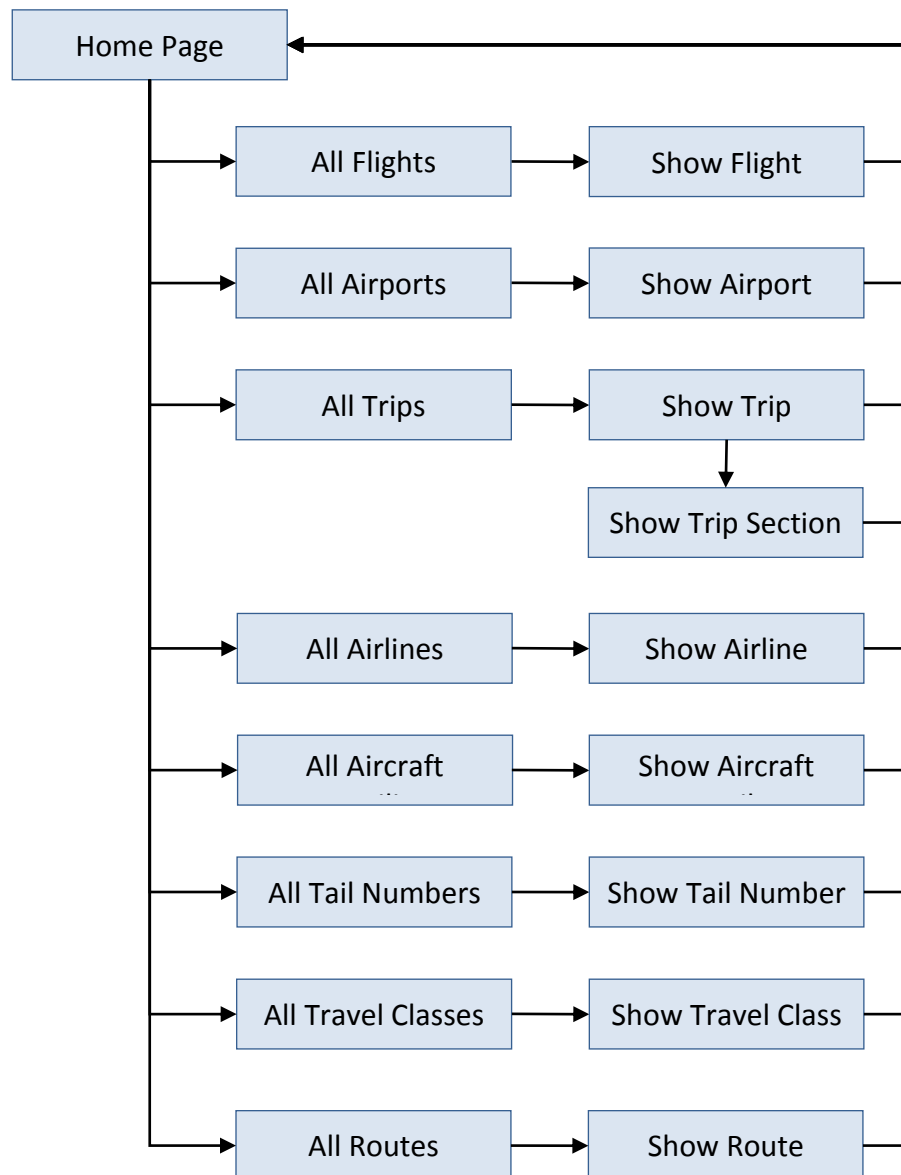 Home Page
All Flights
Show Flight
All Airports
Show Airport
All Trips
Show Trip
Show Trip Section
All Airlines
Show Airline
All Aircraft
Show Aircraft
All Tail Numbers
Show Tail Number
All Travel Classes
Show Travel Class
All Routes
Show Route